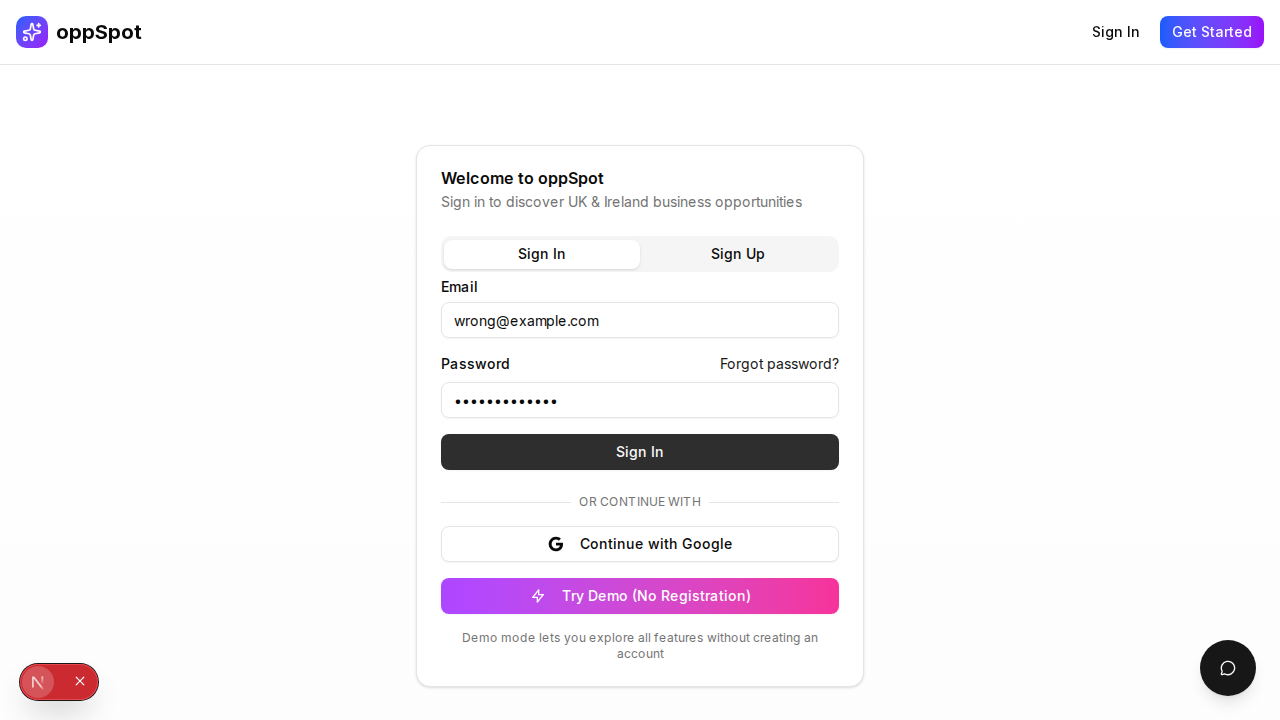 oppSpot
Sign In
Get Started
Welcome to oppSpot
Sign in to discover UK & Ireland business opportunities
Sign In
Sign Up
Email
wrong@example.com
Password
Forgot password?
•••••••••••••
Sign In
OR CONTINUE WITH
Continue with Google
Try Demo (No Registration)
Demo mode lets you explore all features without creating an
account